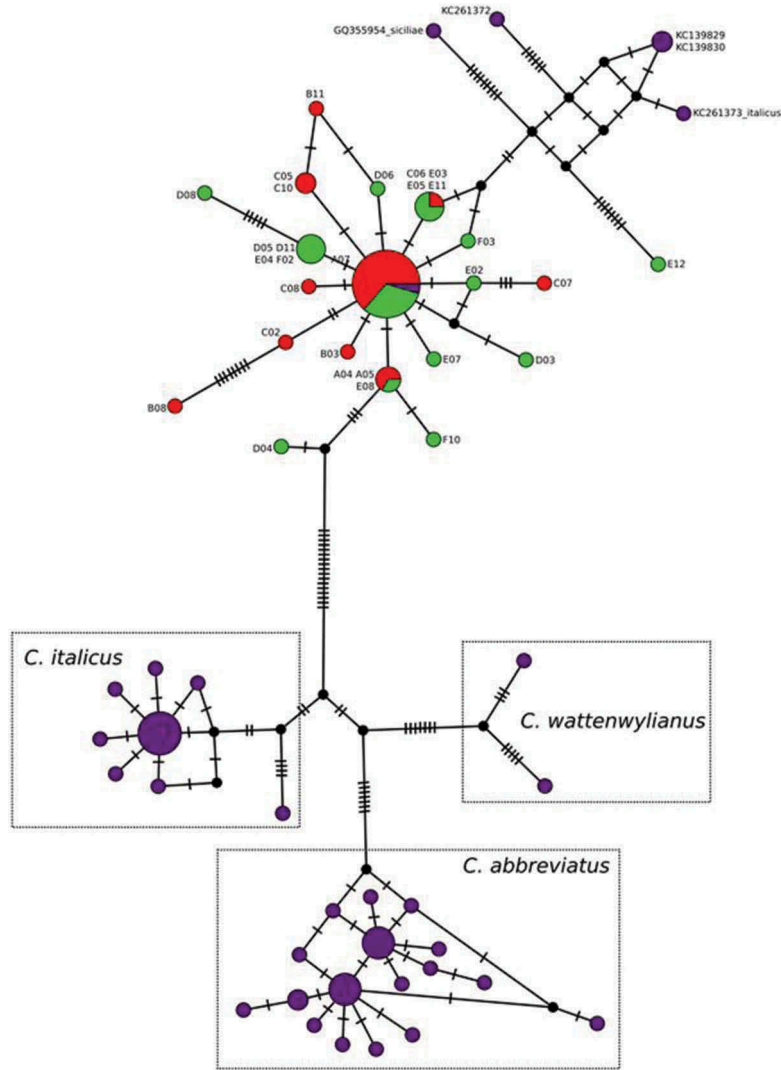 KC261372
GQ355954_siciliae
KC139829
KC139830
KC261373_italicus
B11
C05
C10
D06
C06 E03
E05 E11
D08
D05 D11
E04 F02
A07
F03
E12
C08
E02
C07
C02
B03
E07
D03
A04 A05
E08
B08
D04
F10
C. italicus
C. wattenwylianus
C. abbreviatus